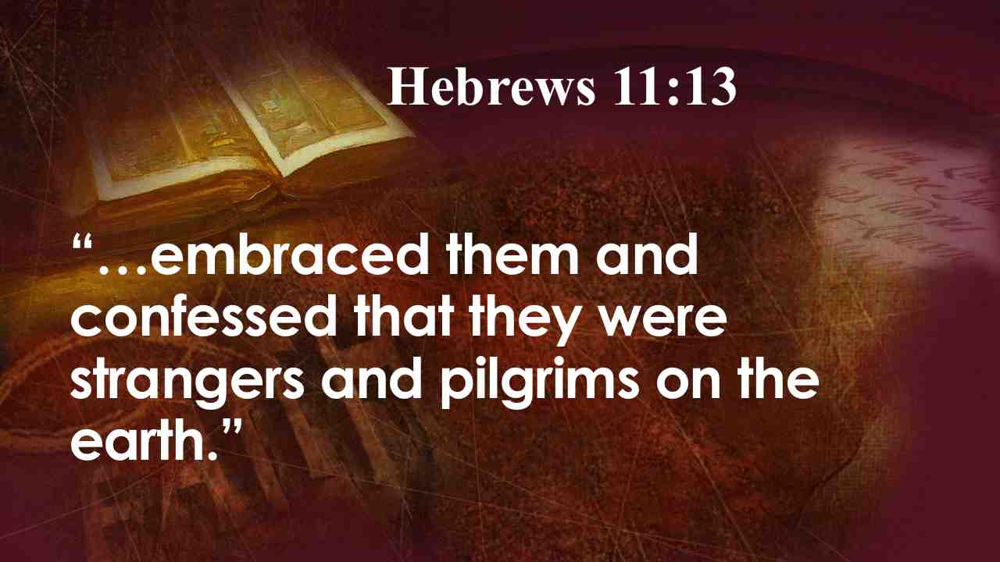 Hebrews 11:13
“…embraced them and
confessed that they were
strangers and pilgrims on the
earth.”